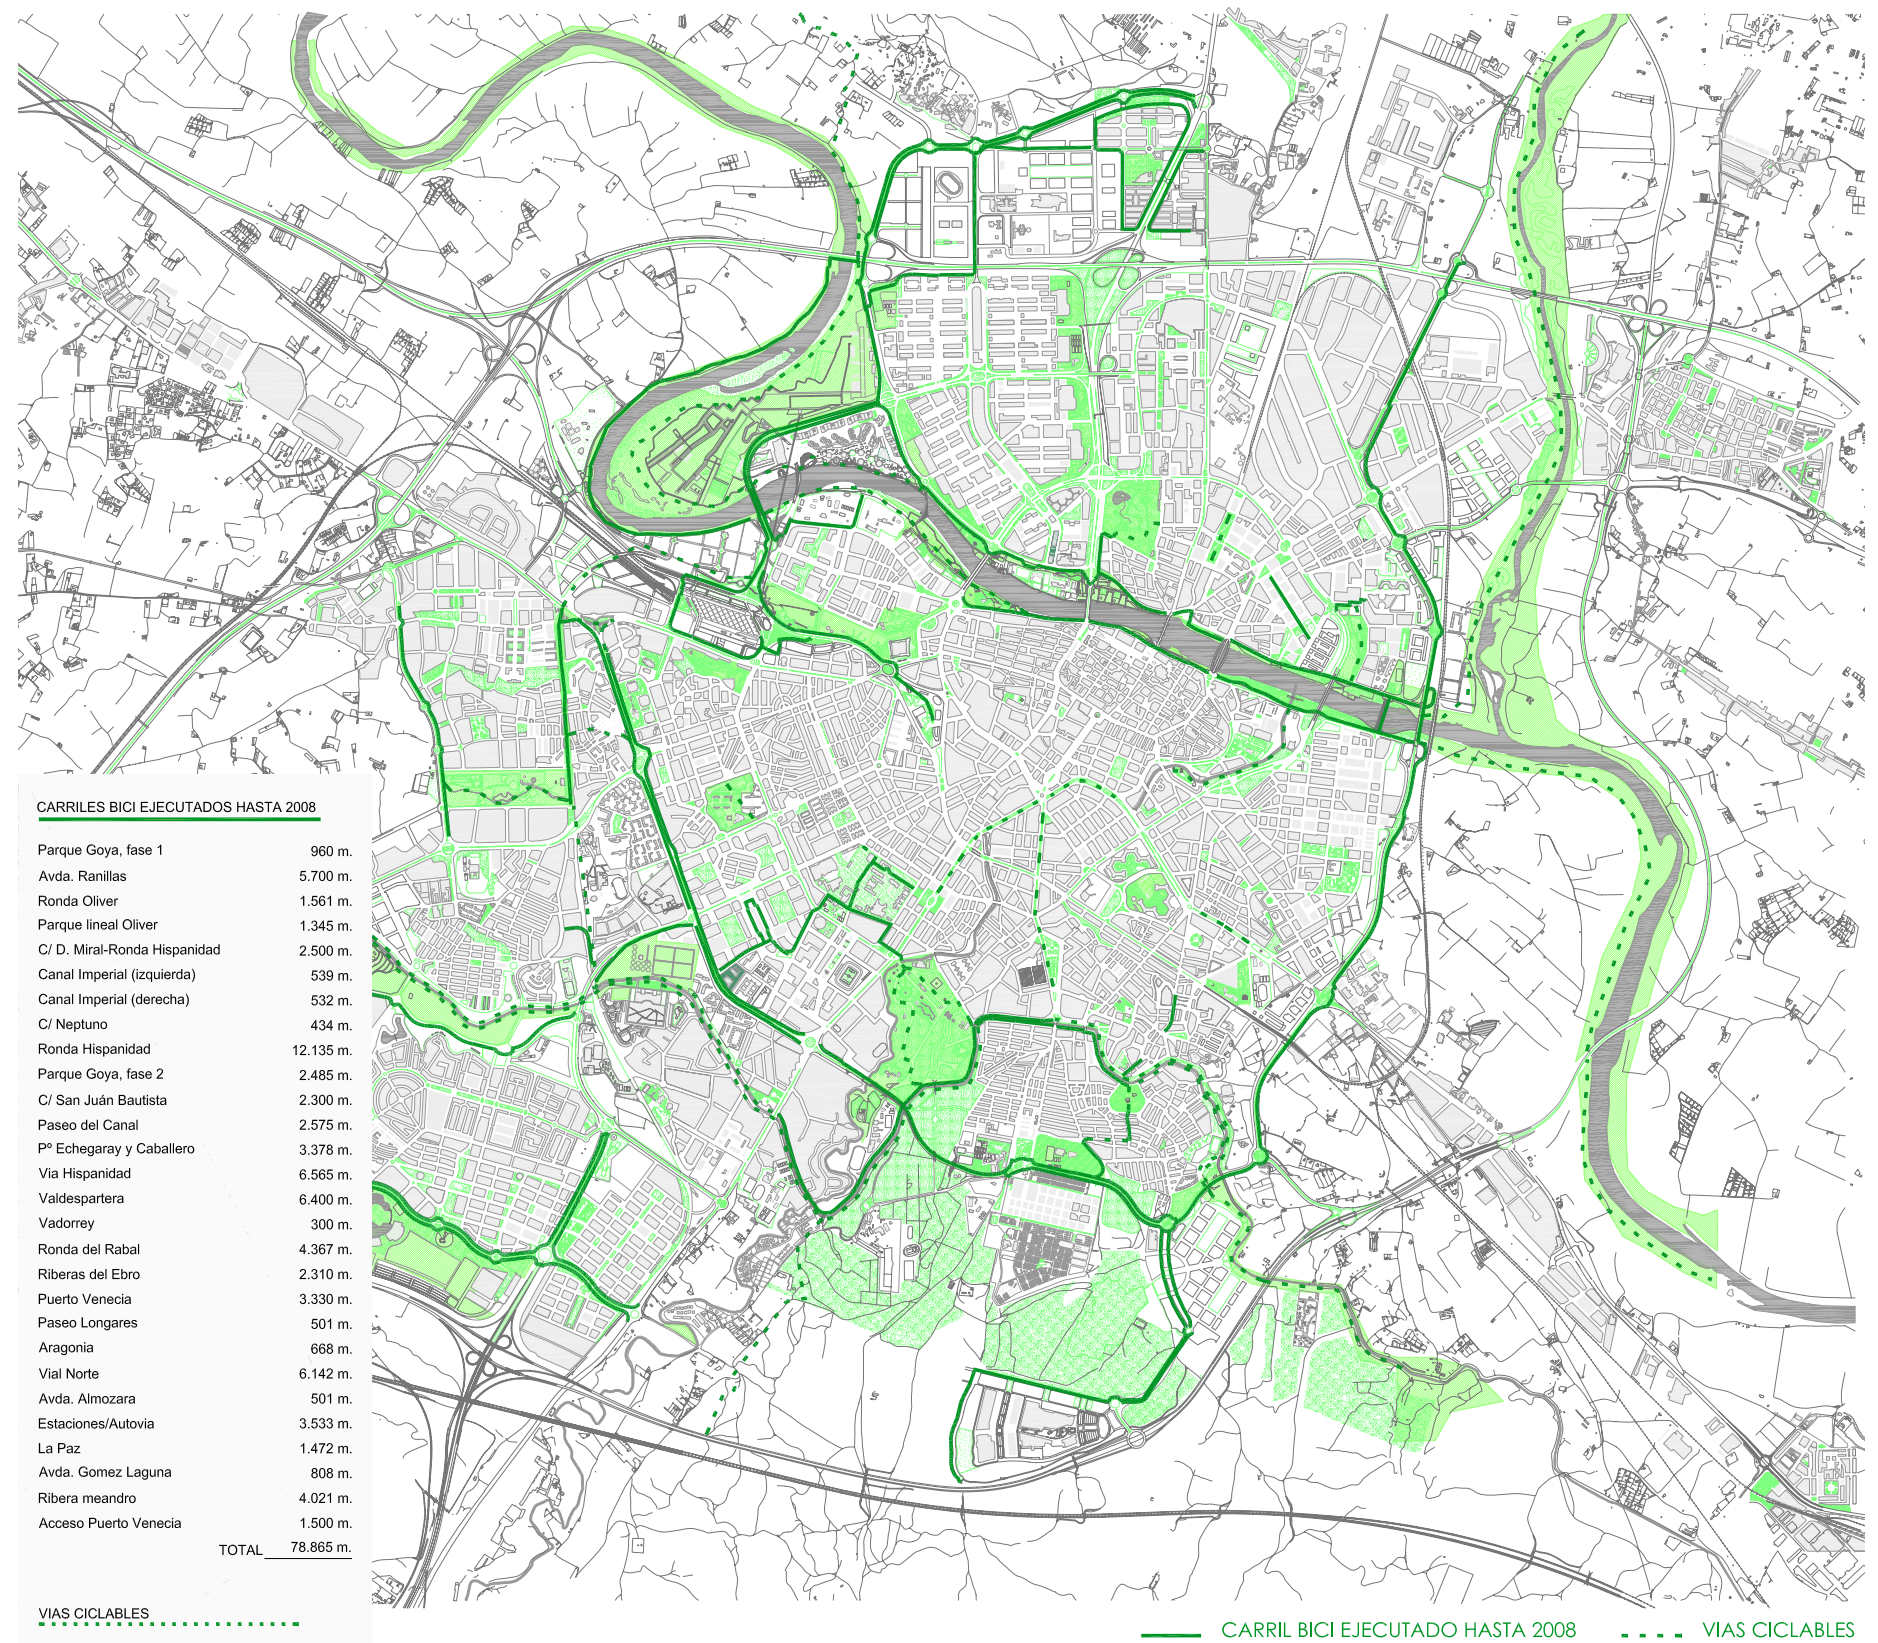 CARRILES BICI EJECUTADOS HASTA 2008
Parque Goya, fase 1 960 m.
Avda. Ranillas 5.700 m.
Ronda Oliver 1.561 m.
Parque lineal Oliver 1.345 m.
C/ D. Miral-Ronda Hispanidad 2.500 m.
Canal Imperial (izquierda) 539 m.
Canal Imperial (derecha) 532 m.
C/ Neptuno 434 m.
Ronda Hispanidad 12.135 m.
Parque Goya, fase 2 2.485 m.
C/ San Juán Bautista 2.300 m.
Paseo del Canal 2.575 m.
Pº Echegaray y Caballero 3.378 m.
Via Hispanidad 6.565 m.
Valdespartera 6.400 m.
Vadorrey 300 m.
Ronda del Rabal 4.367 m.
Riberas del Ebro 2.310 m.
Puerto Venecia 3.330 m.
Paseo Longares 501 m.
Aragonia 668 m.
Vial Norte 6.142 m.
Avda. Almozara 501 m.
Estaciones/Autovia 3.533 m.
La Paz 1.472 m.
Avda. Gomez Laguna 808 m.
Ribera meandro 4.021 m.
Acceso Puerto Venecia 1.500 m.
TOTAL 78.865 m.
VIAS CICLABLES
CARRIL BICI EJECUTADO HASTA 2008 VIAS CICLABLES